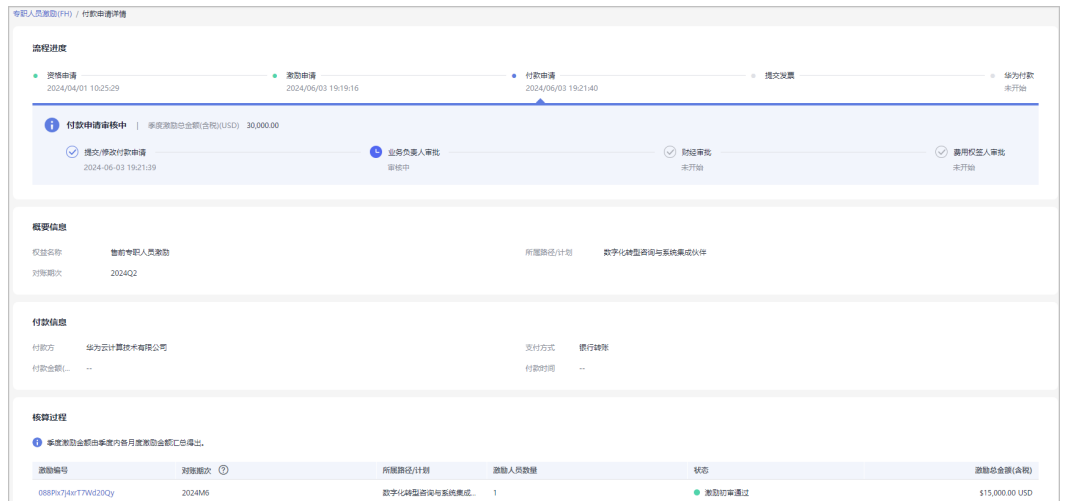 专职人员激励(FH) / 付款申请详情
流程进度
资格申请 激励申请 付款申请 提交发票 华为付款
2024/04/01 10:25:29 2024/06/03 19:19:16 2024/06/03 19:21:40 未开始
付款申请审核中 | 季度激励总金额(含税)(USD) 30,000.00
提交/修改付款申请 业务负责人审批 财经审批 费用权签人审批
2024-06-03 19:21:39 审核中 未开始 未开始
概要信息
权益名称 售前专职人员激励 所属路径/计划 数字化转型咨询与系统集成伙伴
对账期次 2024Q2
付款信息
付款方 华为云计算技术有限公司 支付方式 银行转账
付款金额(... -- 付款时间 --
核算过程
季度激励金额由季度内各月度激励金额汇总得出。
激励编号 对账期次 所属路径/计划 激励人员数量 状态 激励总金额(含税)
088Plx7j4xrT7Wd20Qy 2024M6 数字化转型咨询与系统集成... 1 激励初审通过 $15,000.00 USD